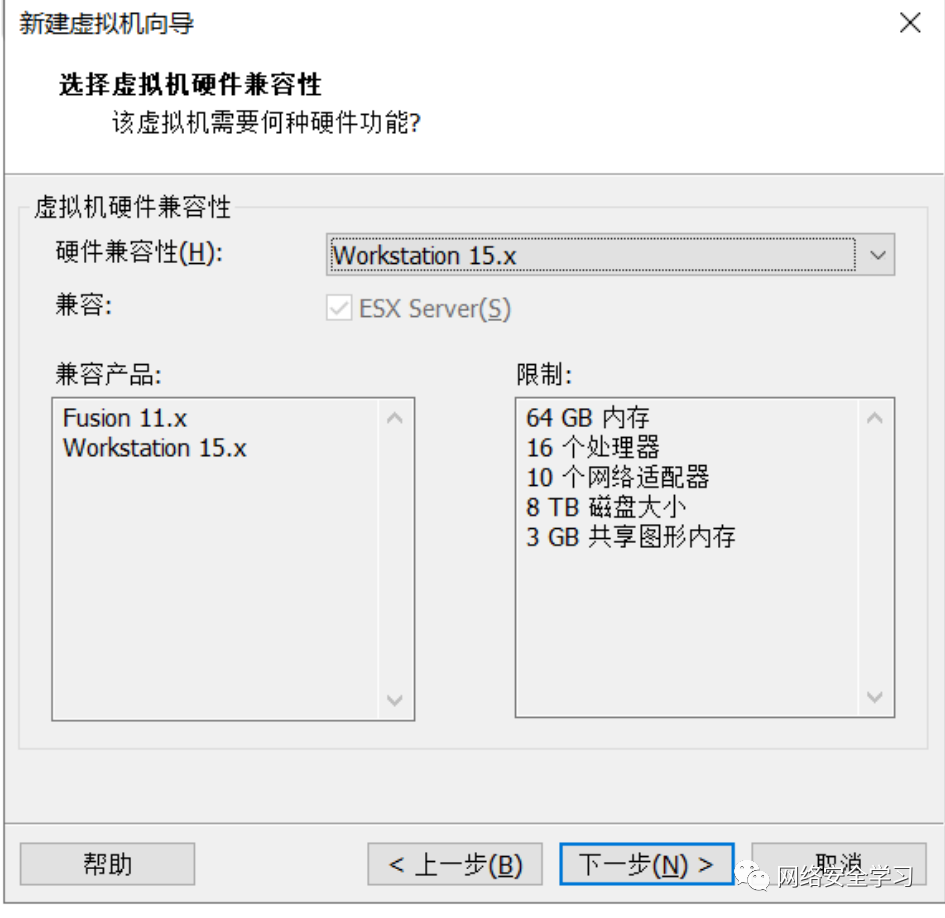 新建虚拟机向导
选择虚拟机硬件兼容性
该虚拟机需要何种硬件功能?
虚拟机硬件兼容性
硬件兼容性(H):
Workstation 15.x
兼容:
ESX Server(S)
兼容产品:
Fusion 11.x
Workstation 15.x
限制:
64 GB 内存
16 个处理器
10 个网络适配器
8 TB 磁盘大小
3 GB 共享图形内存
帮助
< 上一步(B)
下一步(N) >
取消
网络安全学习